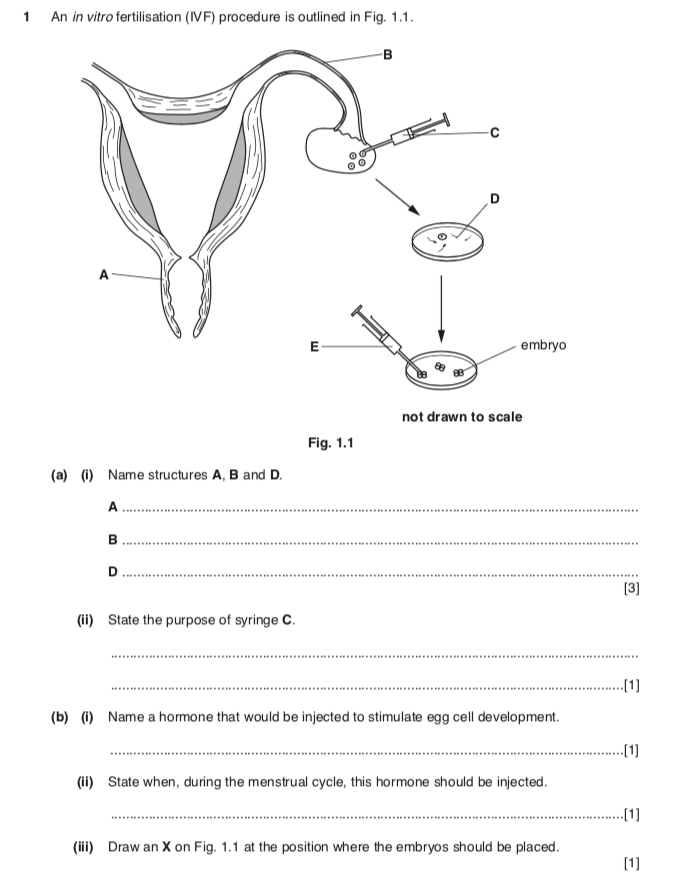 1 An in vitro fertilisation (IVF) procedure is outlined in Fig. 1.1.
B
C
D
A
E
embryo
not drawn to scale
Fig. 1.1
(a) (i) Name structures A, B and D.
A ........................................................................................................
B ........................................................................................................
D ........................................................................................................
[3]
(ii) State the purpose of syringe C.
........................................................................................................
........................................................................................................[1]
(b) (i) Name a hormone that would be injected to stimulate egg cell development.
........................................................................................................[1]
(ii) State when, during the menstrual cycle, this hormone should be injected.
........................................................................................................[1]
(iii) Draw an X on Fig. 1.1 at the position where the embryos should be placed.
[1]